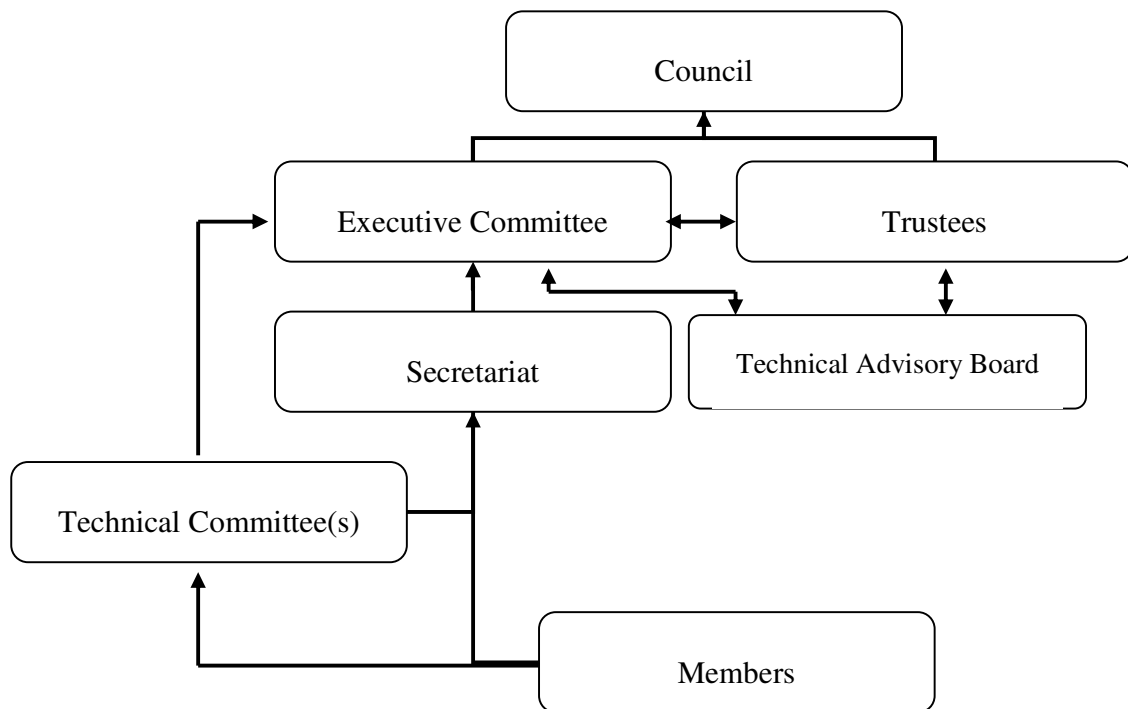 Council
Executive Committee
Trustees
Secretariat
Technical Advisory Board
Technical Committee(s)
Members